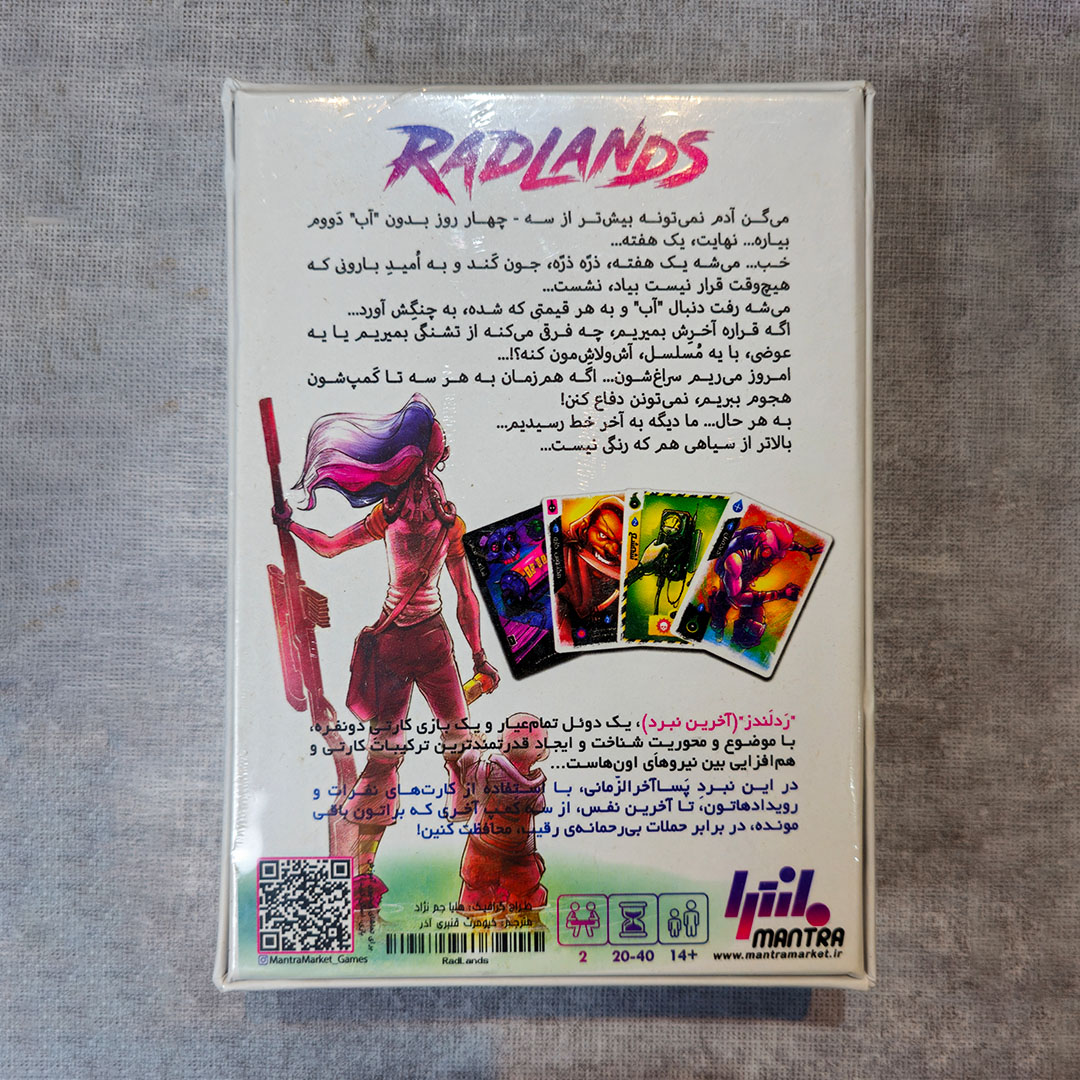 RADLANDS
می‌گن آدم نمی‌تونه بیش‌تر از سه - چهار روز بدون "آب" دَووم
بیاره... نهایت، یک هفته...
خب... می‌شه یک هفته، ذرّه ذرّه، جون کَند و به اُمیدِ بارونی که
هیچ‌وقت قرار نیست بیاد، نشست...
می‌شه رفت دنبال "آب" و به هر قیمتی که شده، به چنگِش آورد...
اگه قراره آخرِش بمیریم، چه فرقی می‌کنه از تشنگی بمیریم یا یه
عوضی، با یه مُسلسل، آش‌ولاش‌ِمون کنه؟!...
امروز می‌ریم سراغ‌شون... اگه هم‌زمان به هر سه تا کَمپ‌شون
هجوم ببریم، نمی‌تونن دفاع کنن!
به هر حال... ما دیگه به آخر خط رسیدیم...
بالاتر از سیاهی هم که رنگی نیست...
"رَدلَندز"(آخرین نبرد)، یک دوئل تمام‌عیار و یک بازی کارتیِ دونفره،
با موضوع و محوریت شناخت و ایجاد قدرتمندترین ترکیبات کارتی و
هم‌افزایی بین نیروهای اون‌هاست...
در این نبردِ پَساآخرالزّمانی، با استفاده از کارت‌های نفرات و
رویدادهاتون، تا آخرین نفس، از سه کمپ آخری که براتون باقی
مونده، در برابر حملات بی‌رحمانه‌ی رقیب، محافظت کنین!
طراح گرافیک: هلیا جم نژاد
مترجم: کیومرث قنبری آذر
RadLands
MantraMarket_Games
2
20-40
14+
مانترا
MANTRA
www.mantramarket.ir